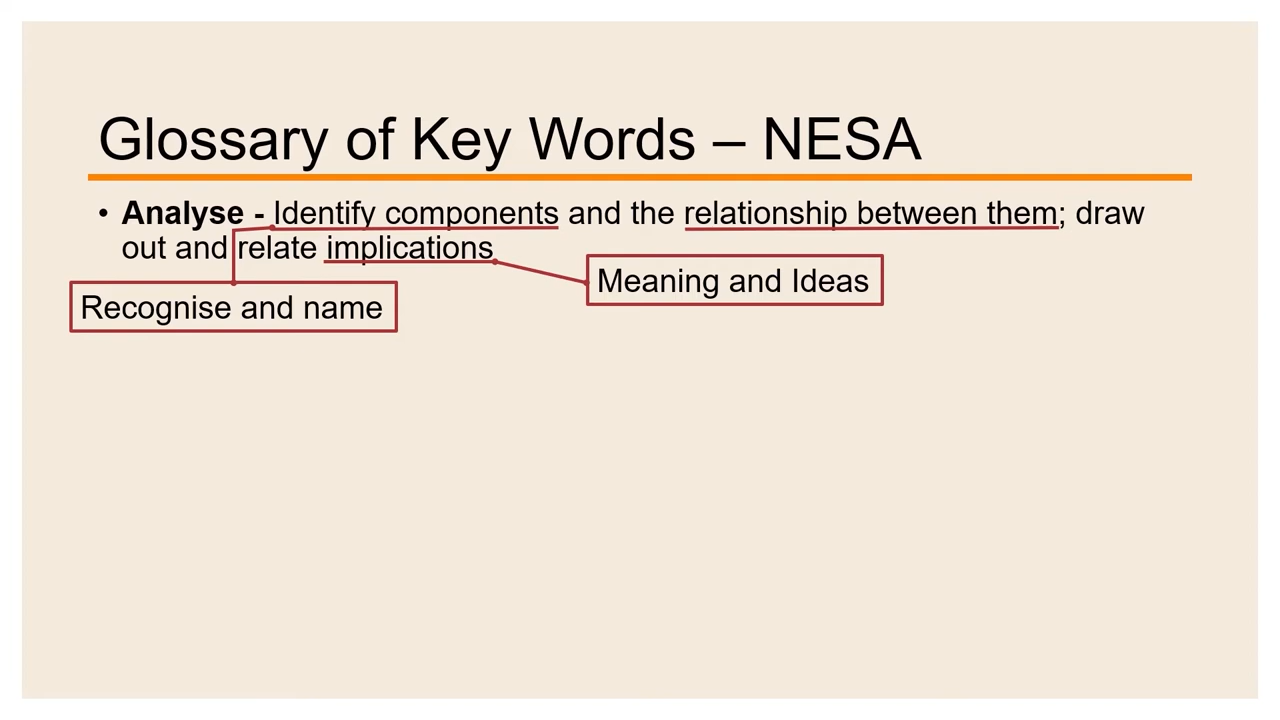 Glossary of Key Words – NESA
• Analyse - Identify components and the relationship between them; draw
out and relate implications
Meaning and Ideas
Recognise and name